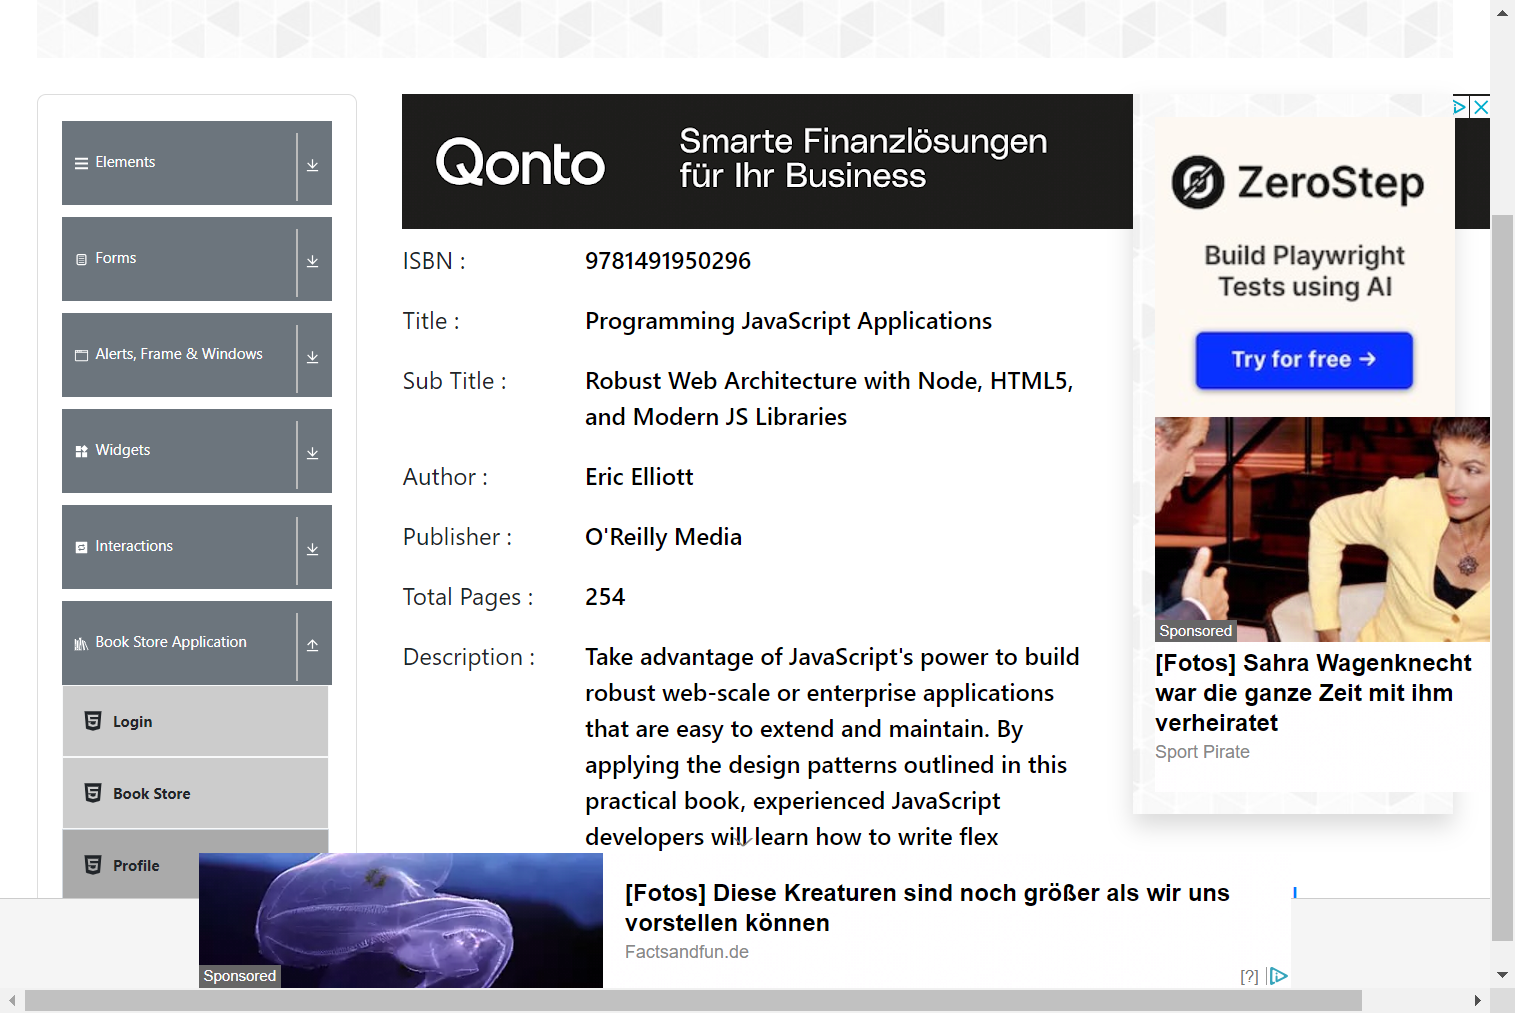 Elements
Forms
Alerts, Frame & Windows
Widgets
Interactions
Book Store Application
Login
Book Store
Profile
Qonto
Smarte Finanzlösungen
für Ihr Business
ISBN : 9781491950296
Title : Programming JavaScript Applications
Sub Title : Robust Web Architecture with Node, HTML5,
and Modern JS Libraries
Author : Eric Elliott
Publisher : O'Reilly Media
Total Pages : 254
Description : Take advantage of JavaScript's power to build
robust web-scale or enterprise applications
that are easy to extend and maintain. By
applying the design patterns outlined in this
practical book, experienced JavaScript
developers will learn how to write flex
ZeroStep
Build Playwright
Tests using AI
Try for free →
Sponsored
[Fotos] Sahra Wagenknecht
war die ganze Zeit mit ihm
verheiratet
Sport Pirate
Sponsored
[Fotos] Diese Kreaturen sind noch größer als wir uns
vorstellen können
Factsandfun.de
[?]